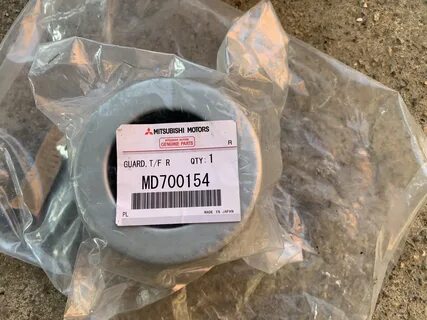 MITSUBISHI MOTORS
GENUINE PARTS
R
GUARD,T/F R QTY:1
MD700154
PL
MADE IN JAPAN